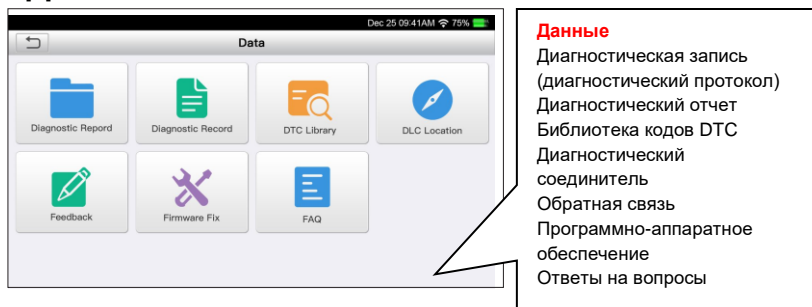 Dec 25 09:41AM 75%
Data
Diagnostic Repord
Diagnostic Record
DTC Library
DLC Location
Feedback
Firmware Fix
FAQ
Данные
Диагностическая запись
(диагностический протокол)
Диагностический отчет
Библиотека кодов DTC
Диагностический
соединитель
Обратная связь
Программно-аппаратное
обеспечение
Ответы на вопросы